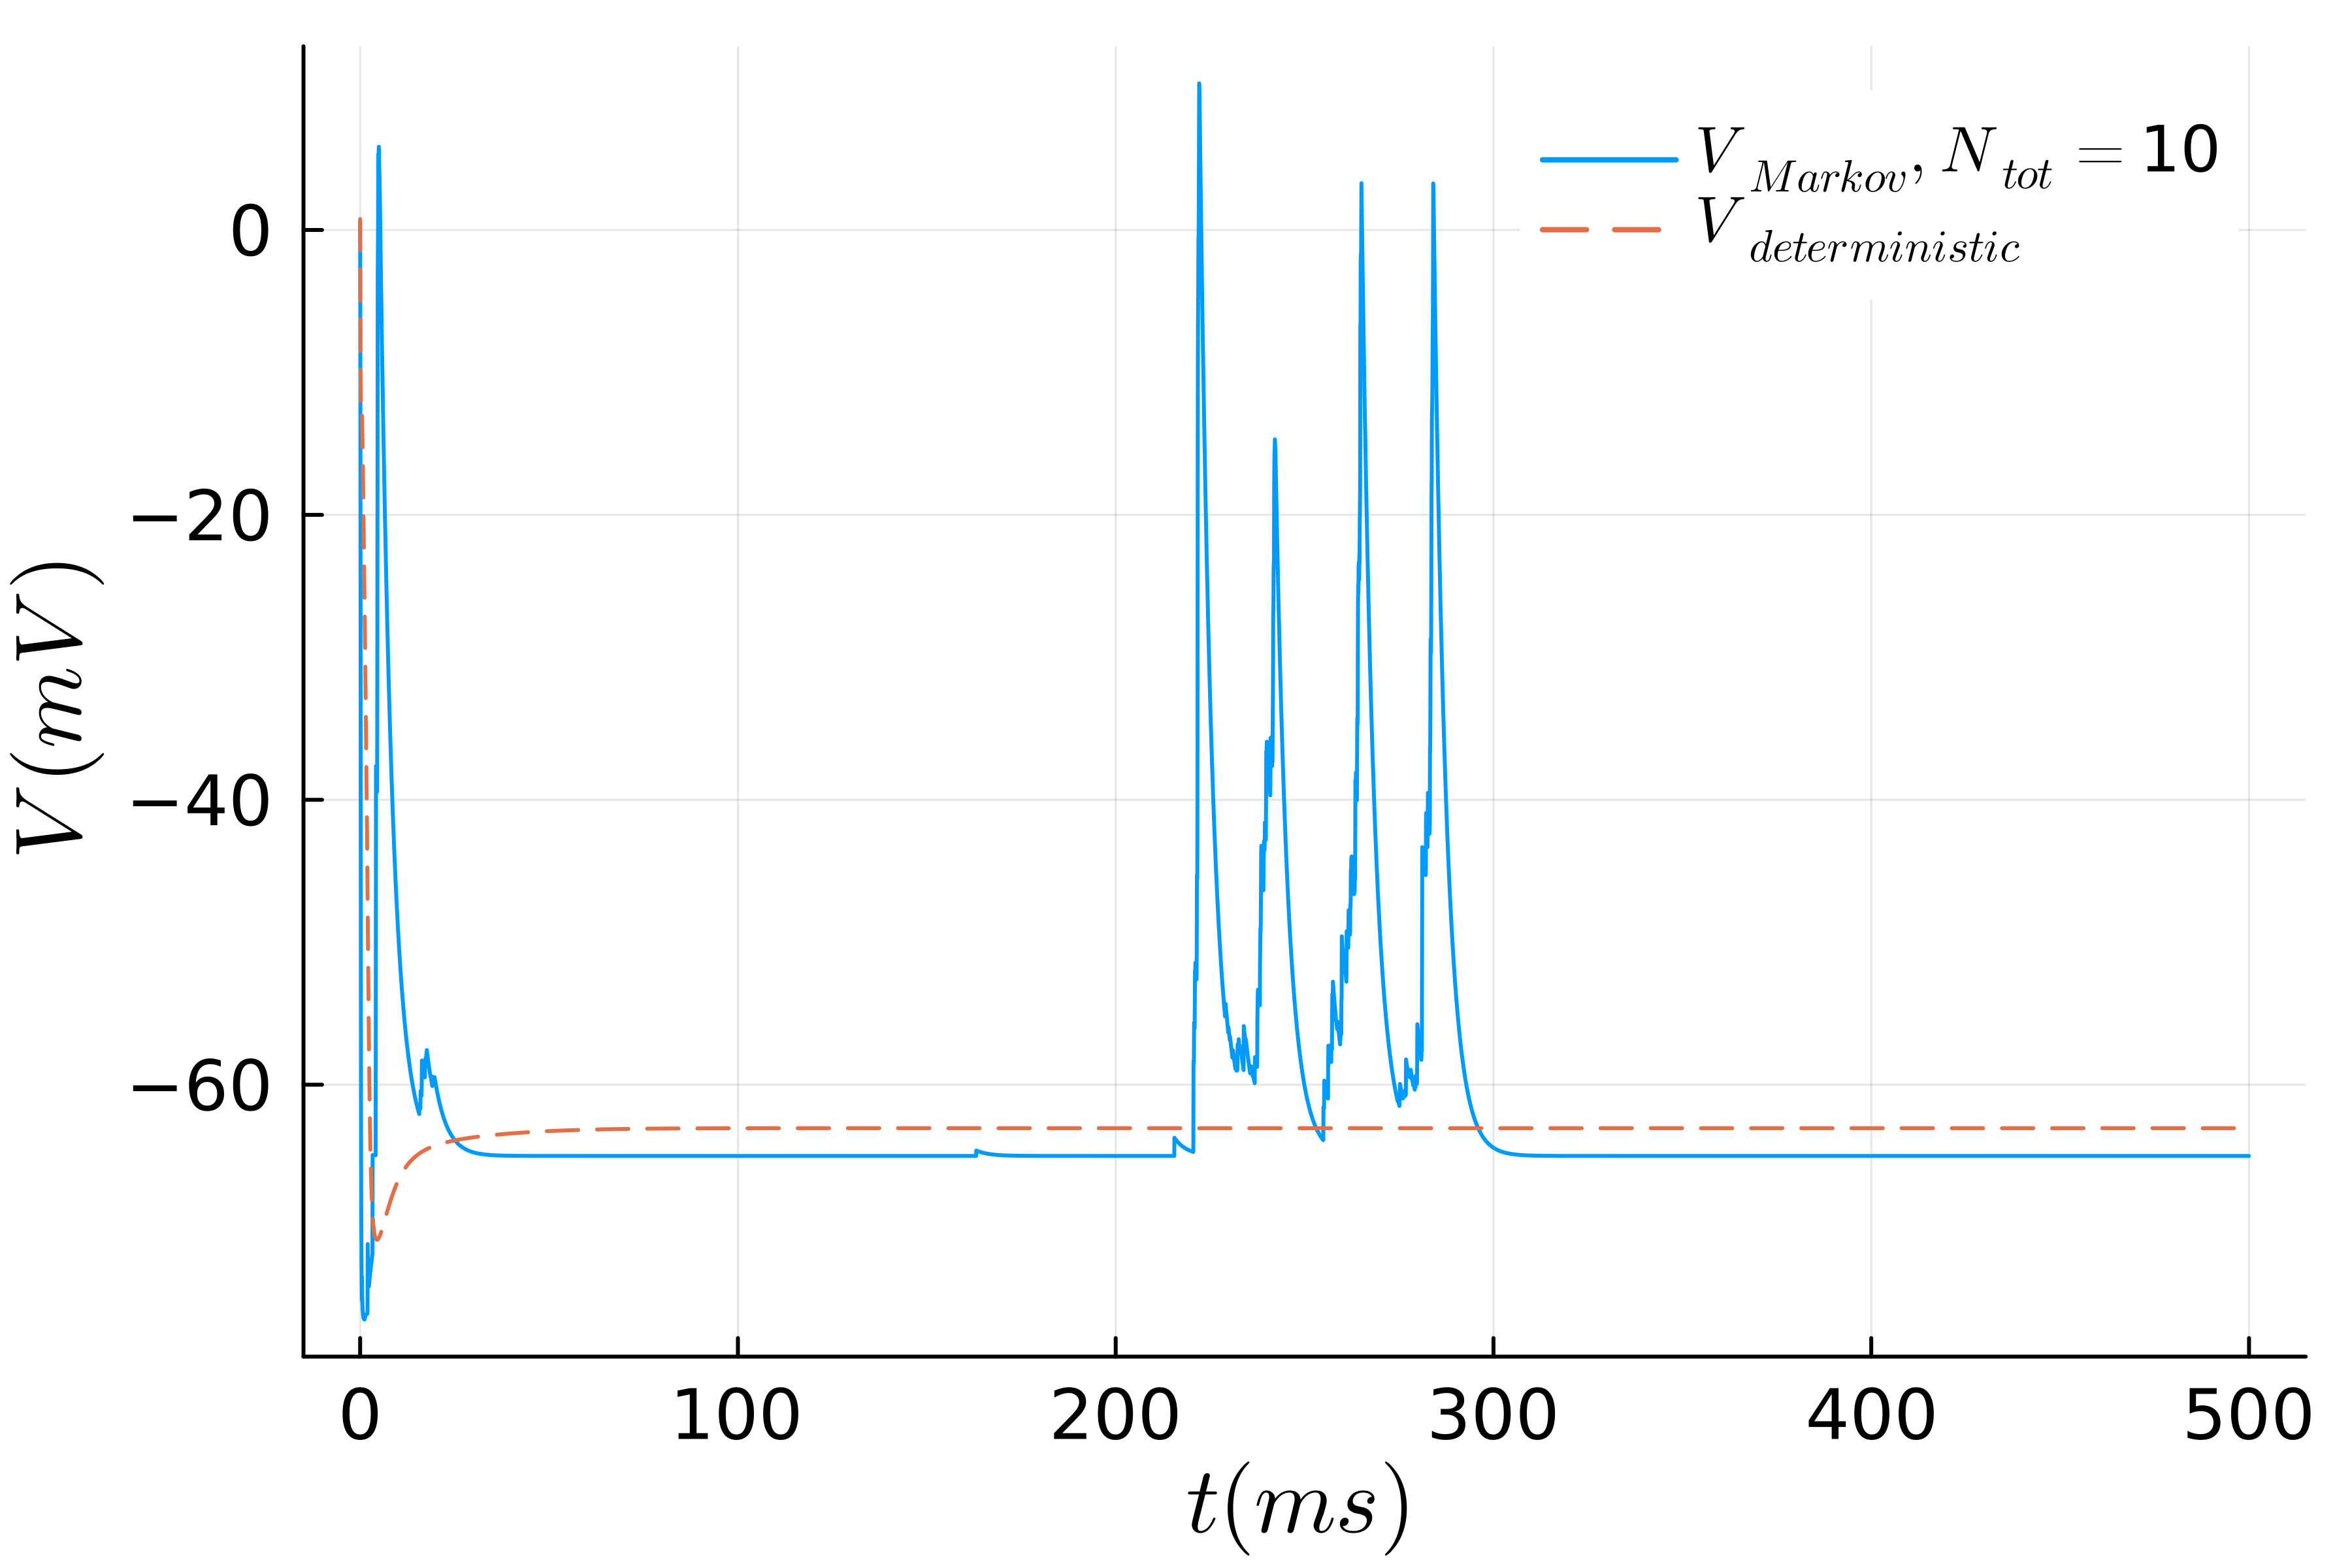 V_{Markov}, N_{tot} = 10
V_{deterministic}
0
−20
−40
−60
V(mV)
0 100 200 300 400 500
t(ms)